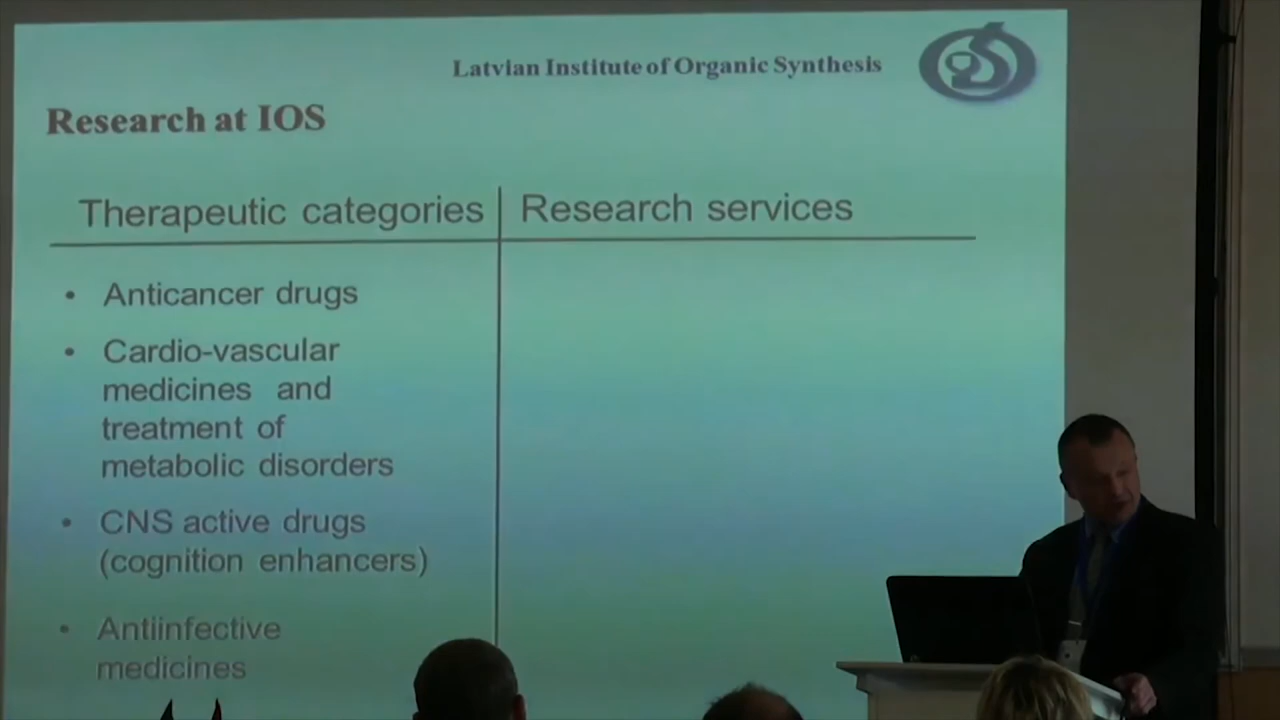 Latvian Institute of Organic Synthesis
Research at IOS
Therapeutic categories
Research services
• Anticancer drugs
• Cardio-vascular
medicines and
treatment of
metabolic disorders
• CNS active drugs
(cognition enhancers)
• Antiinfective
medicines